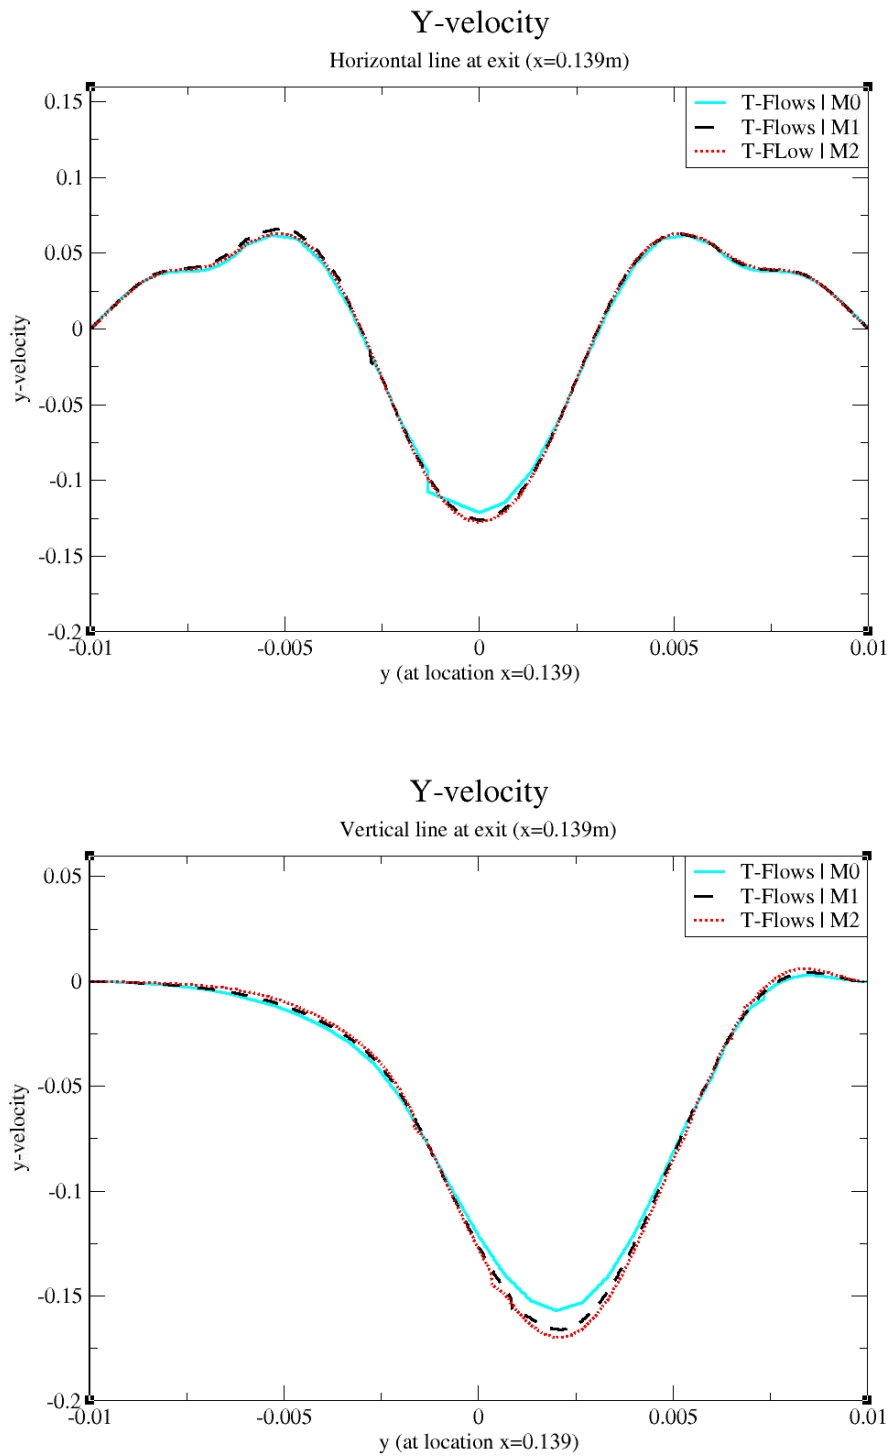 Y-velocity
Horizontal line at exit (x=0.139m)
T-Flows | M0
T-Flows | M1
T-FLow | M2
0.15
0.1
0.05
0
-0.05
-0.1
-0.15
-0.2
y-velocity
-0.01 -0.005 0 0.005 0.01
y (at location x=0.139)
Y-velocity
Vertical line at exit (x=0.139m)
T-Flows | M0
T-Flows | M1
T-Flows | M2
0.05
0
-0.05
-0.1
-0.15
-0.2
y-velocity
-0.01 -0.005 0 0.005 0.01
y (at location x=0.139)